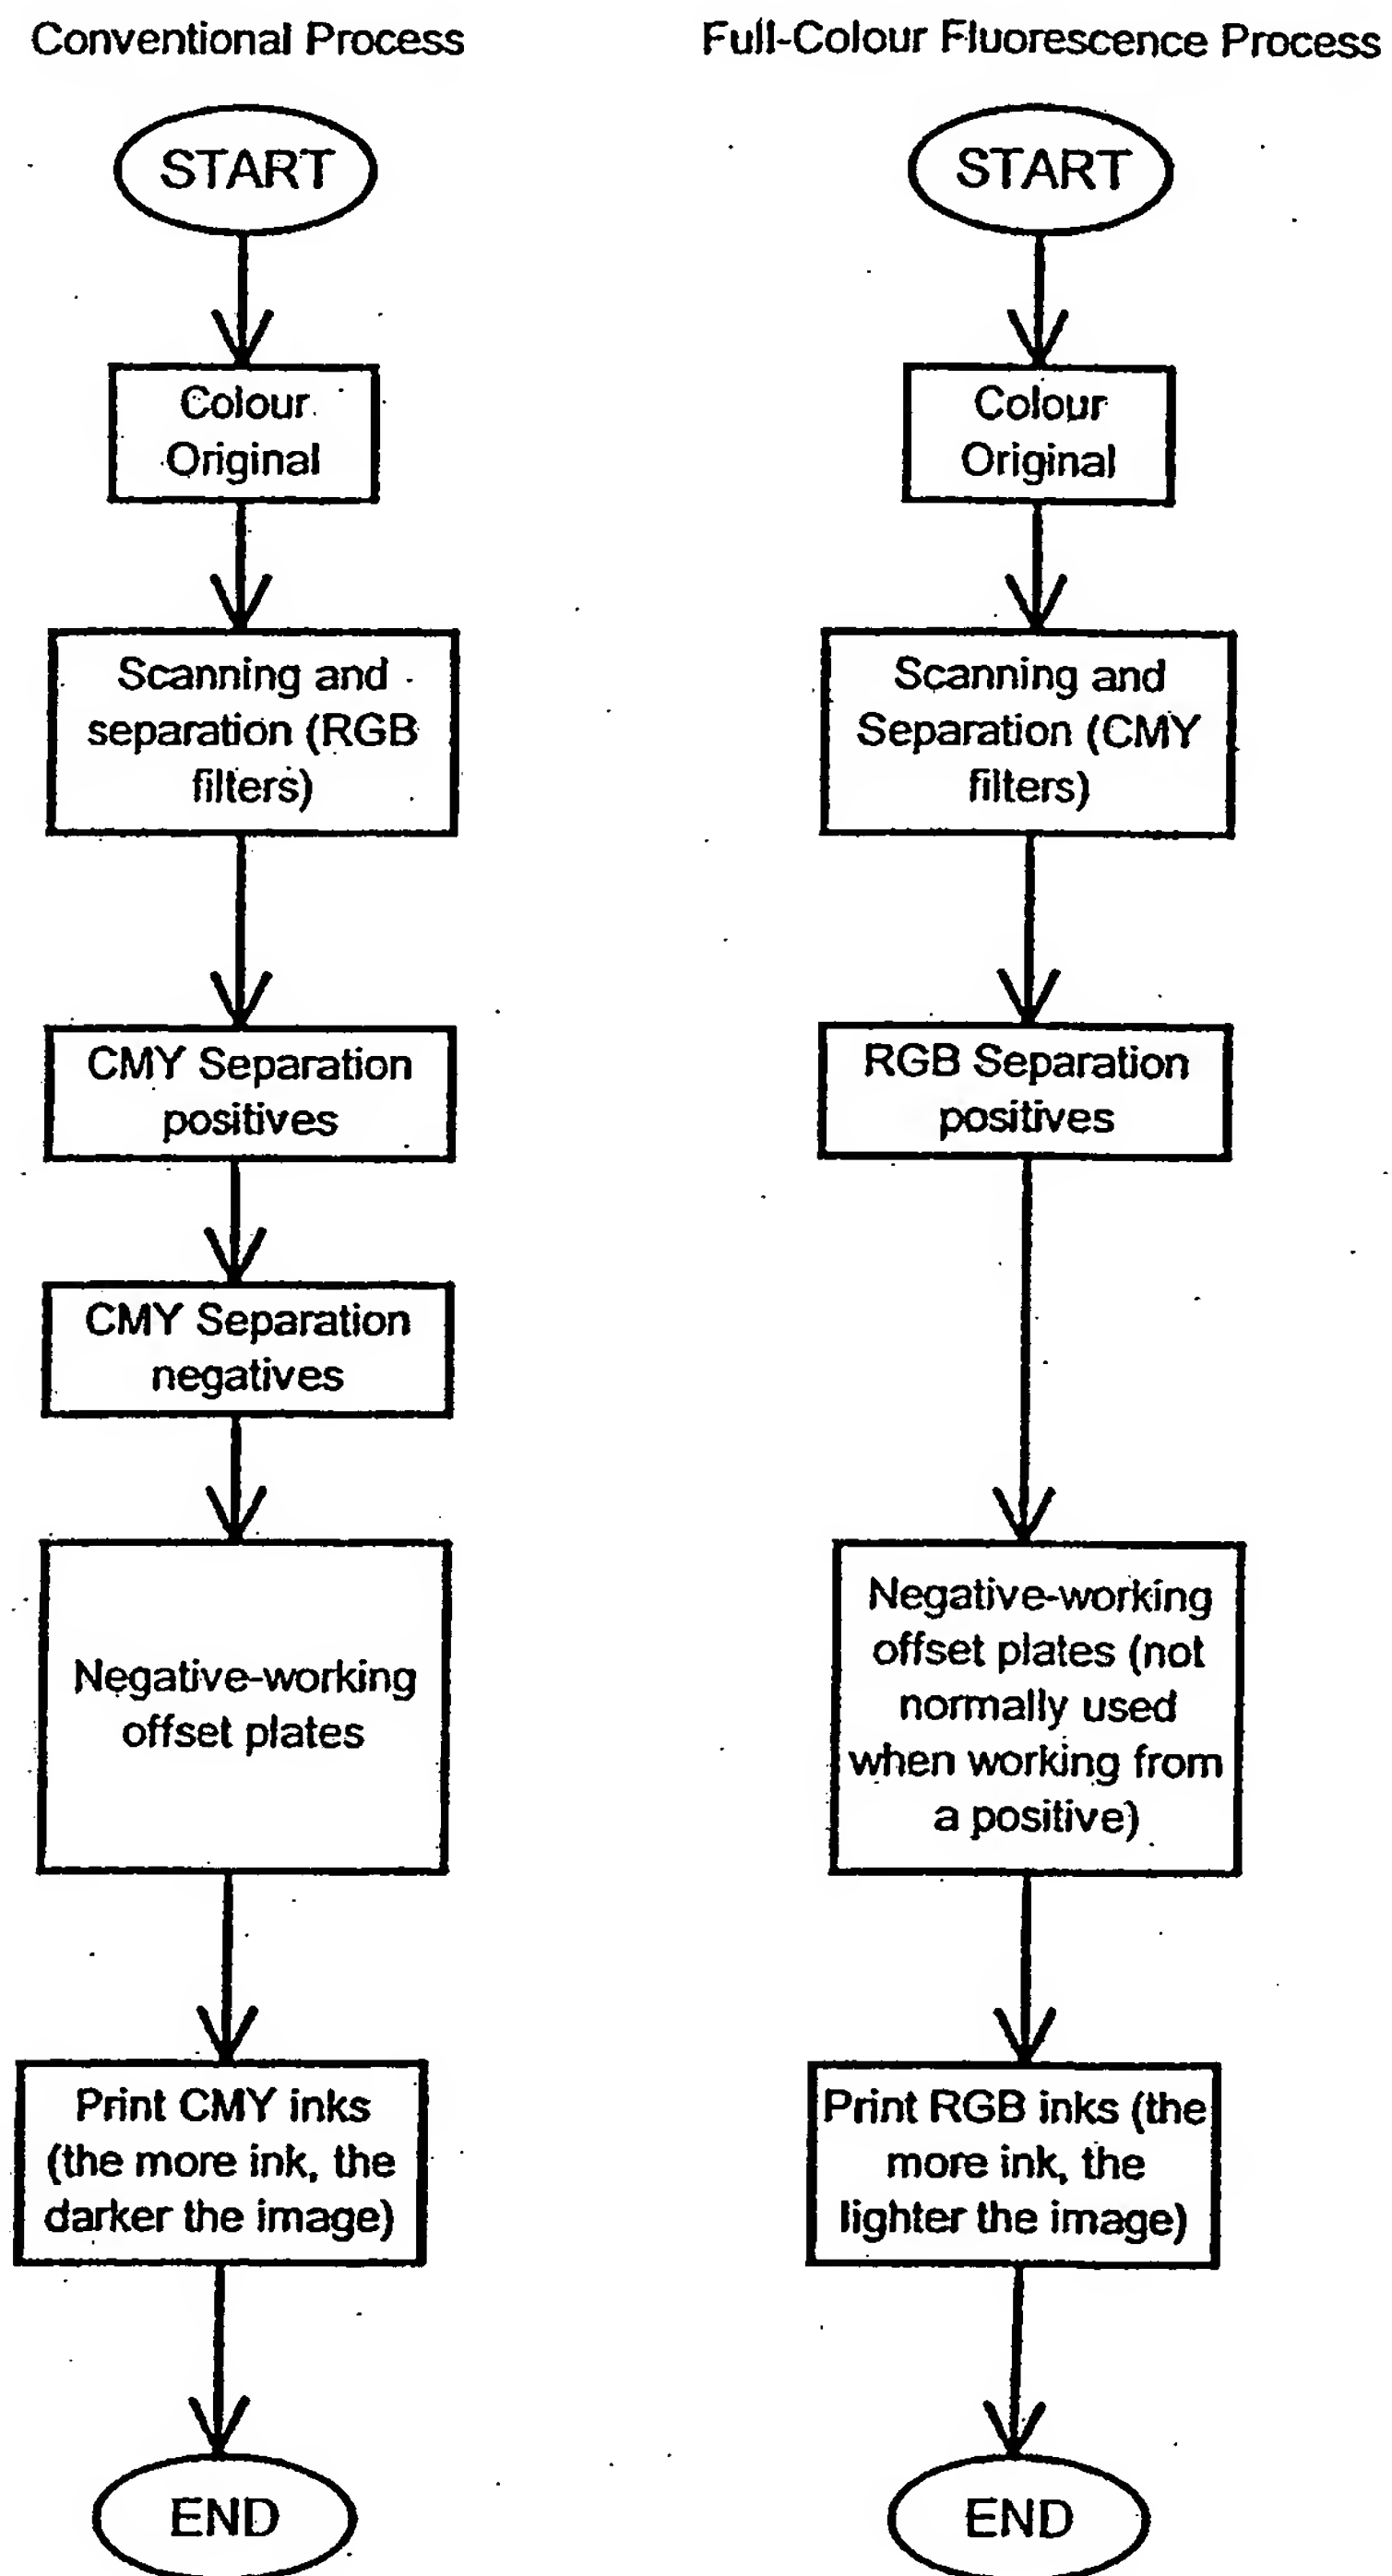 Conventional Process
START
Colour
Original
Scanning and
separation (RGB
filters)
CMY Separation
positives
CMY Separation
negatives
Negative-working
offset plates
Print CMY inks
(the more ink, the
darker the image)
END
Full-Colour Fluorescence Process
START
Colour
Original
Scanning and
Separation (CMY
filters)
RGB Separation
positives
Negative-working
offset plates (not
normally used
when working from
a positive)
Print RGB inks (the
more ink, the
lighter the image)
END